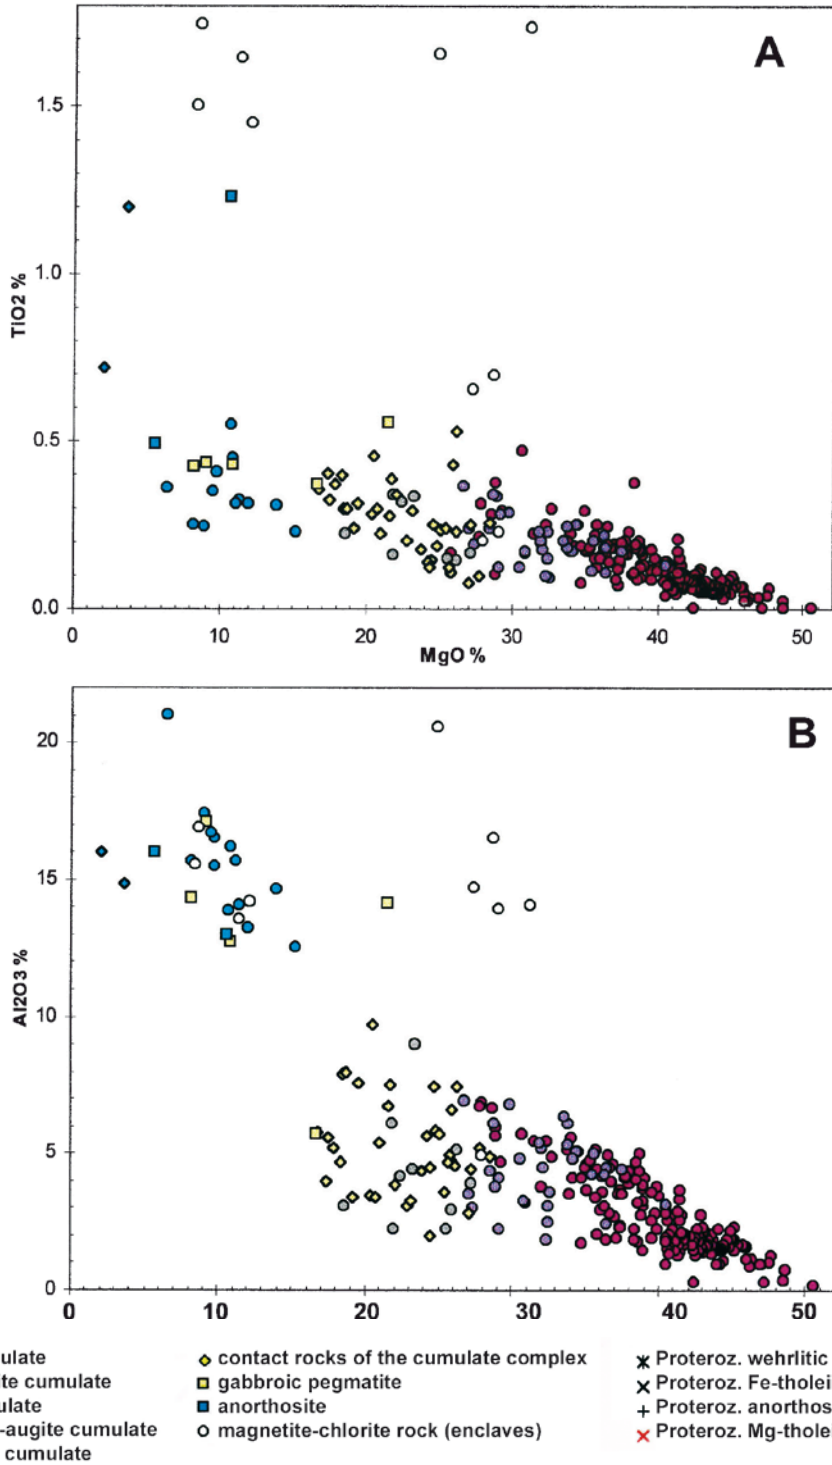 A
1.5
1.0
0.5
0.0
TiO2 %
0 10 20 30 40 50
MgO %
B
20
15
10
5
0
Al2O3 %
0 10 20 30 40 50
ulate
ite cumulate
ulate
-augite cumulate
cumulate
contact rocks of the cumulate complex
gabbroic pegmatite
anorthosite
magnetite-chlorite rock (enclaves)
Proteroz. wehrlitic
Proteroz. Fe-tholei
Proteroz. anorthos
Proteroz. Mg-thole